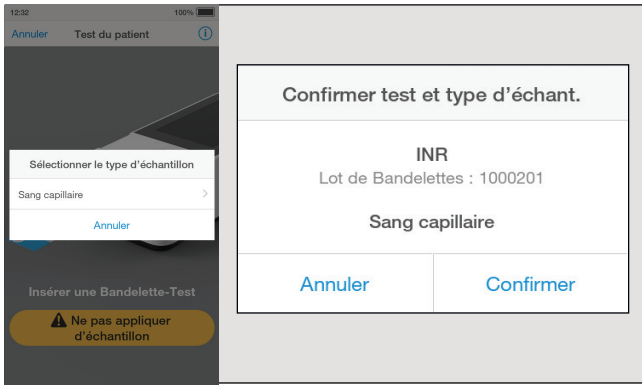 12:32 100%
Annuler Test du patient
Sélectionner le type d'échantillon
Sang capillaire
Annuler
Insérer une Bandelette-Test
Ne pas appliquer
d'échantillon
Confirmer test et type d'échant.
INR
Lot de Bandelettes : 1000201
Sang capillaire
Annuler Confirmer